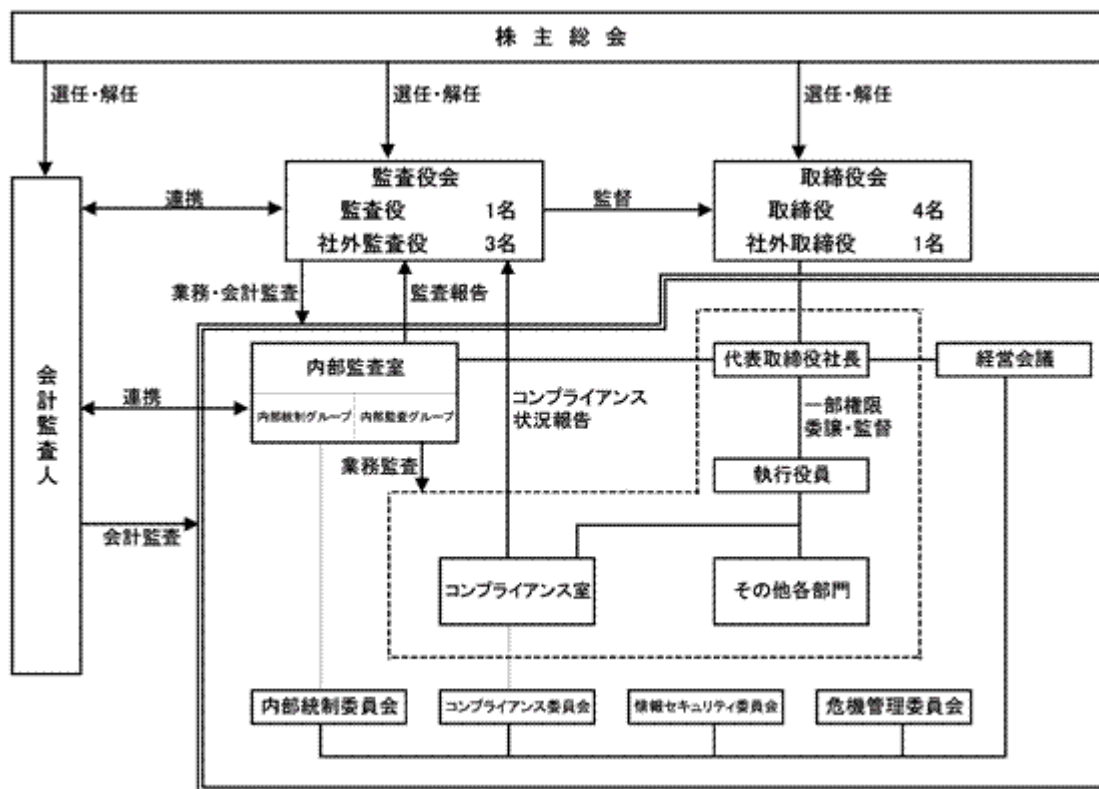 株主総会
選任・解任
選任・解任
選任・解任
監査役会
監査役 1名
社外監査役 3名
取締役会
取締役 4名
社外取締役 1名
連携
監督
業務・会計監査
監査報告
会計監査人
内部監査室
内部統制グループ 内部監査グループ
代表取締役社長
経営会議
連携
コンプライアンス
状況報告
一部権限
委譲・監督
業務監査
執行役員
会計監査
コンプライアンス室
その他各部門
内部統制委員会
コンプライアンス委員会
情報セキュリティ委員会
危機管理委員会